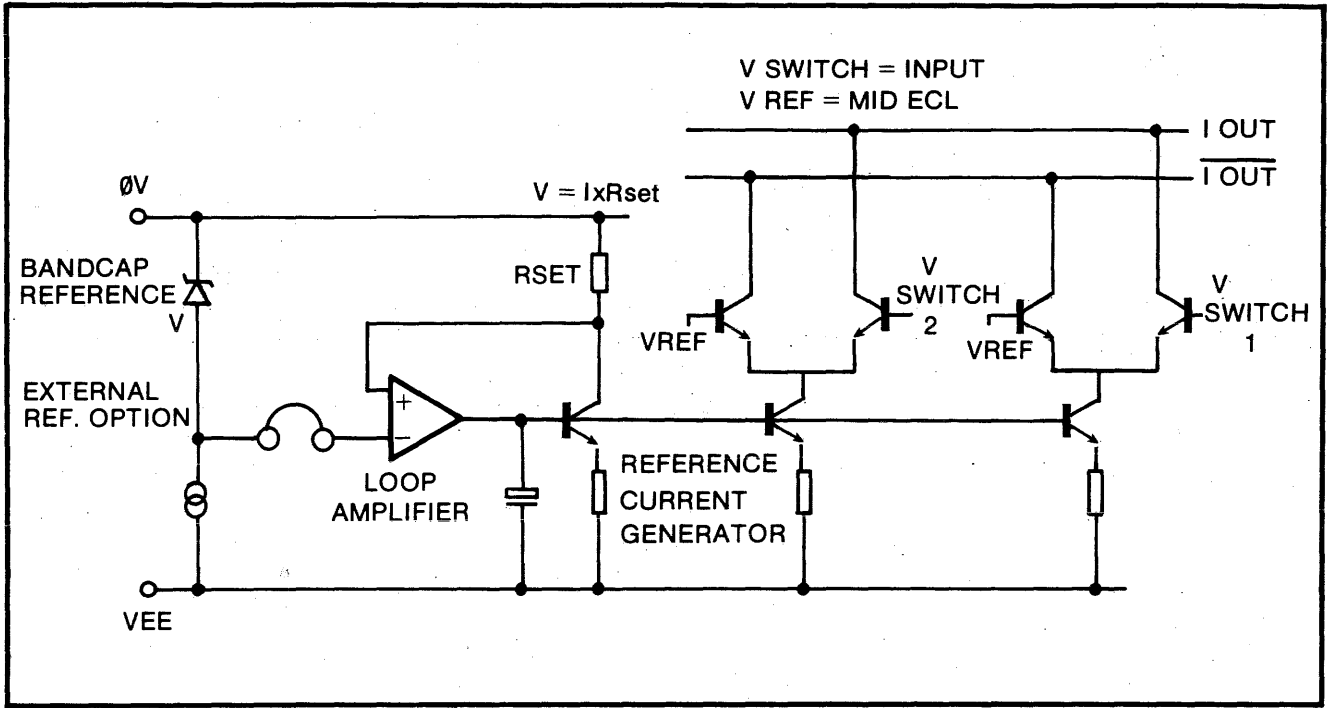 V SWITCH = INPUT
V REF = MID ECL
I OUT
I OUT
ØV
V = IxRset
BANDCAP
REFERENCE
V
RSET
V
SWITCH
2
V
SWITCH
1
VREF
VREF
EXTERNAL
REF. OPTION
+
−
LOOP
AMPLIFIER
REFERENCE
CURRENT
GENERATOR
VEE